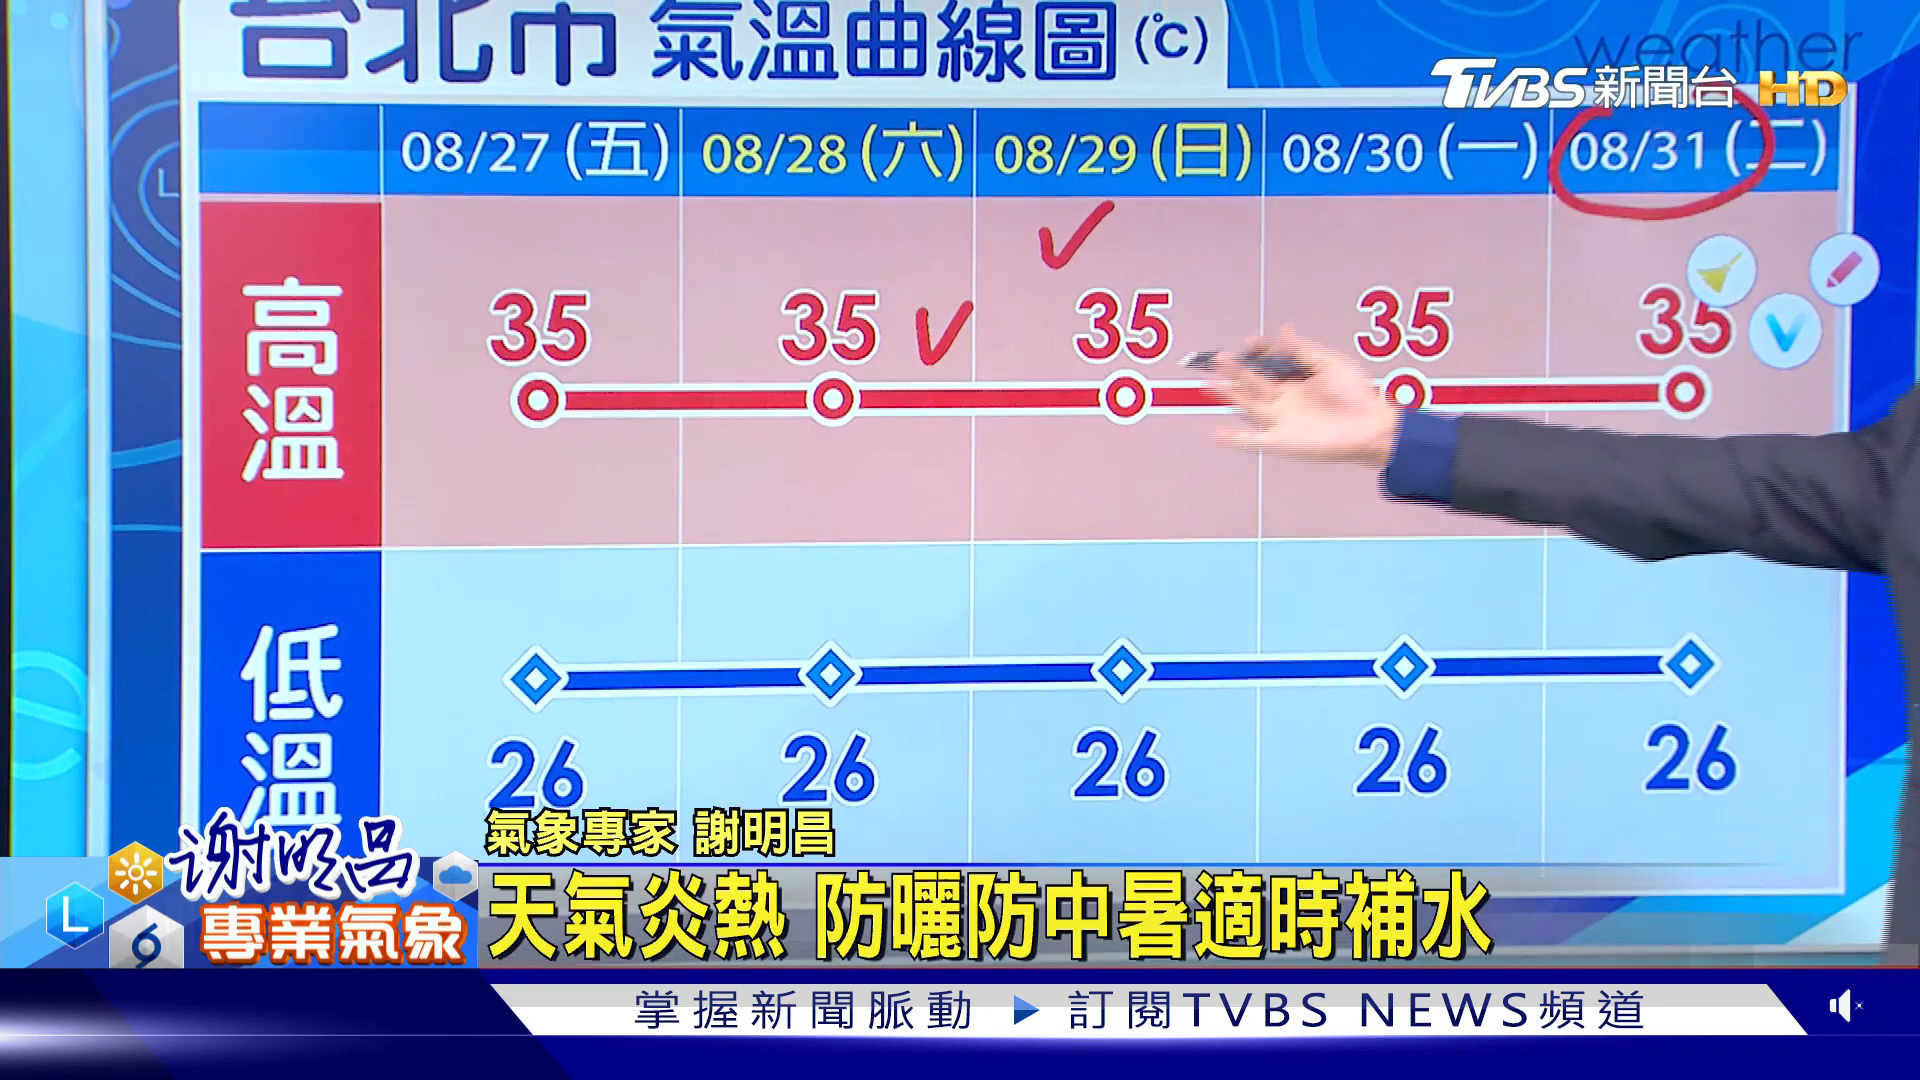 台北市 氣溫曲線圖 (℃)
weather
TVBS新聞台 HD
08/27 (五) 08/28 (六) 08/29 (日) 08/30 (一) 08/31 (二)
高溫
35 35 35 35 35
低溫
26 26 26 26 26
氣象專家 謝明昌
謝明昌
專業氣象
L
天氣炎熱 防曬防中暑適時補水
掌握新聞脈動 ▶ 訂閱TVBS NEWS頻道